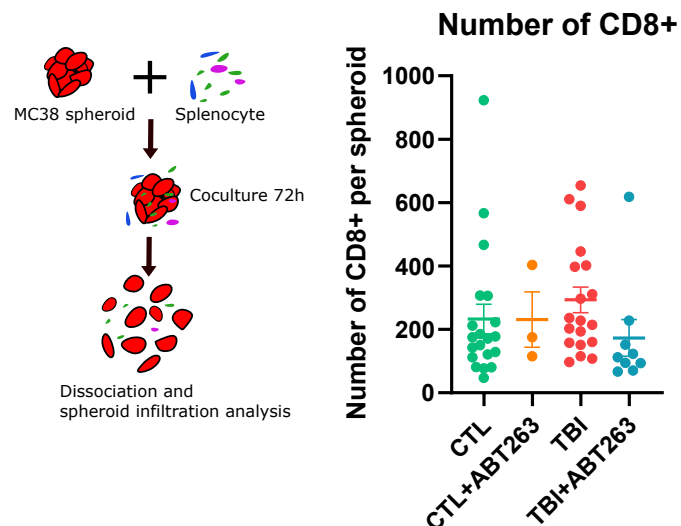 MC38 spheroid
Splenocyte
Coculture 72h
Dissociation and
spheroid infiltration analysis
Number of CD8+
Number of CD8+ per spheroid
1000
800
600
400
200
0
CTL
CTL+ABT263
TBI
TBI+ABT263